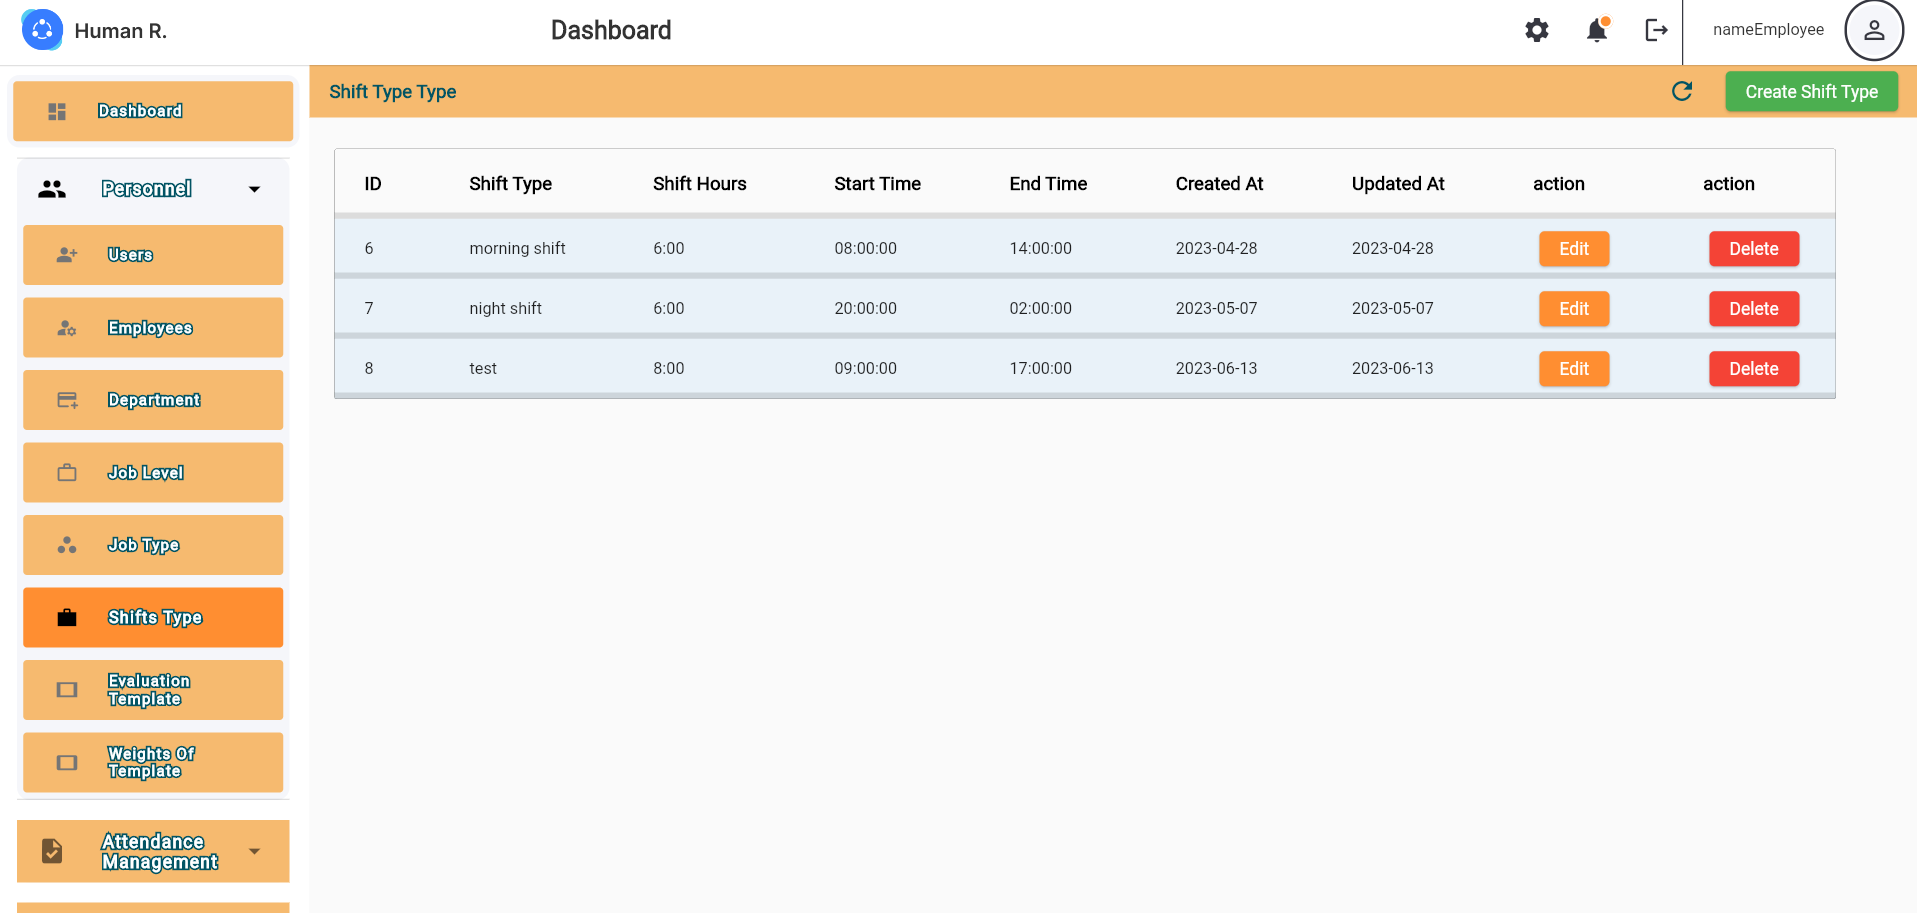 Human R.
Dashboard
nameEmployee
Dashboard
Personnel
Users
Employees
Department
Job Level
Job Type
Shifts Type
Evaluation
Template
Weights Of
Template
Attendance
Management
Shift Type Type
Create Shift Type
ID Shift Type Shift Hours Start Time End Time Created At Updated At action action
6 morning shift 6:00 08:00:00 14:00:00 2023-04-28 2023-04-28 Edit Delete
7 night shift 6:00 20:00:00 02:00:00 2023-05-07 2023-05-07 Edit Delete
8 test 8:00 09:00:00 17:00:00 2023-06-13 2023-06-13 Edit Delete